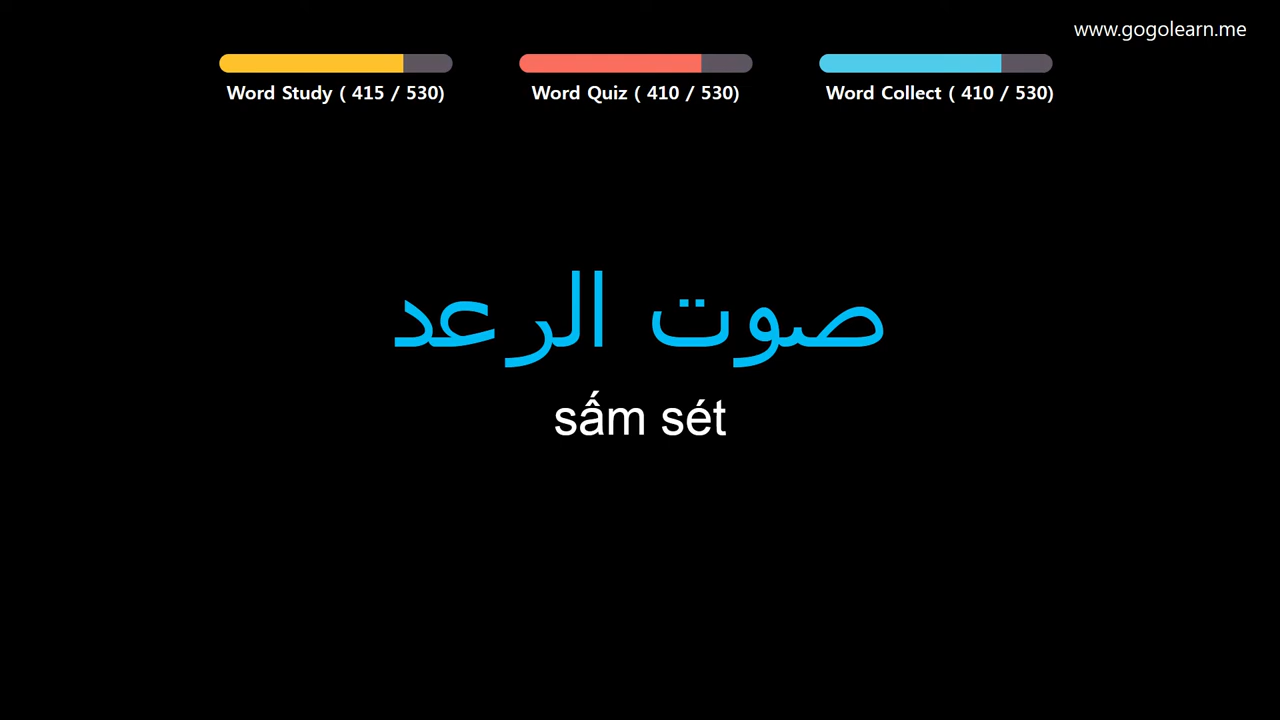 www.gogolearn.me
Word Study ( 415 / 530)
Word Quiz ( 410 / 530)
Word Collect ( 410 / 530)
صوت الرعد
sấm sét